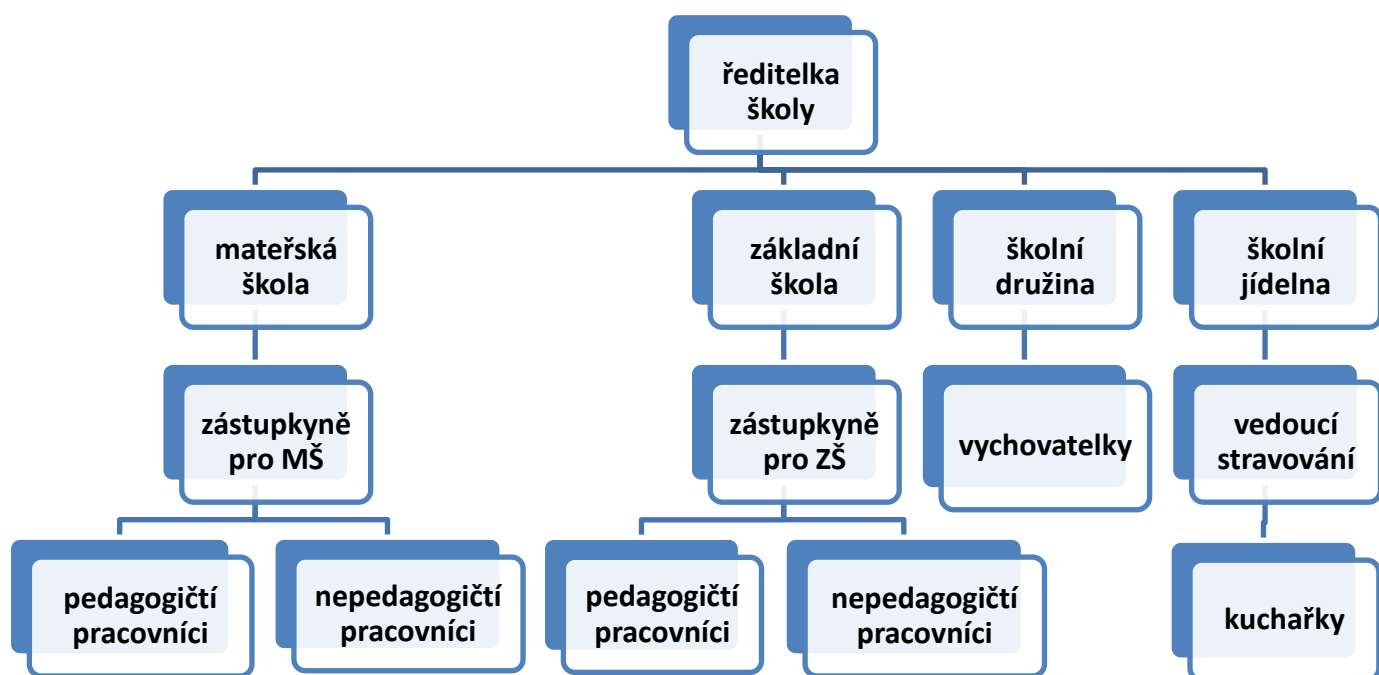 ředitelka
školy
mateřská
škola
základní
škola
školní
družina
školní
jídelna
zástupkyně
pro MŠ
zástupkyně
pro ZŠ
vychovatelky
vedoucí
stravování
pedagogičtí
pracovníci
nepedagogičtí
pracovníci
pedagogičtí
pracovníci
nepedagogičtí
pracovníci
kuchařky